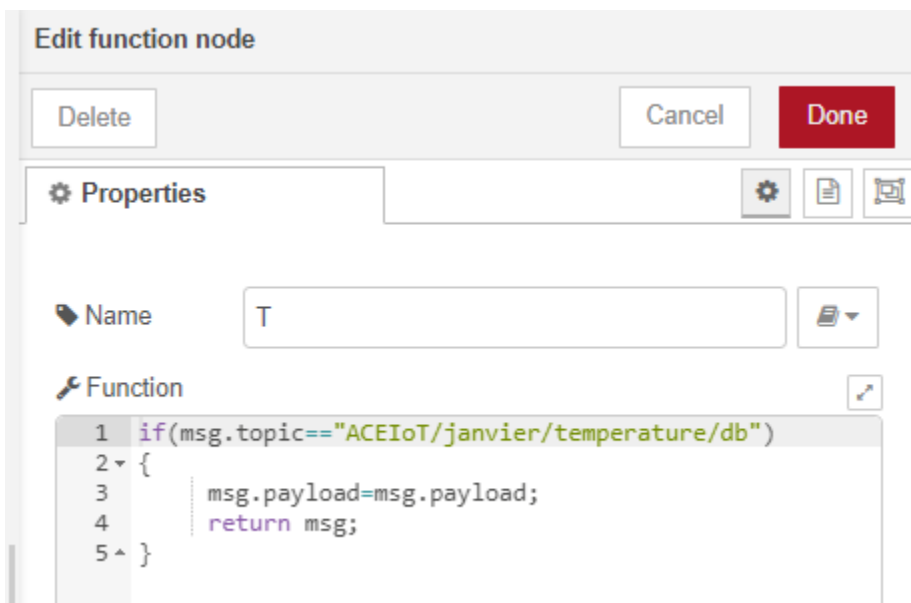 Edit function node
Delete Cancel Done
Properties
Name T
Function
1 if(msg.topic=="ACEIoT/janvier/temperature/db")
2 {
3 msg.payload=msg.payload;
4 return msg;
5 }